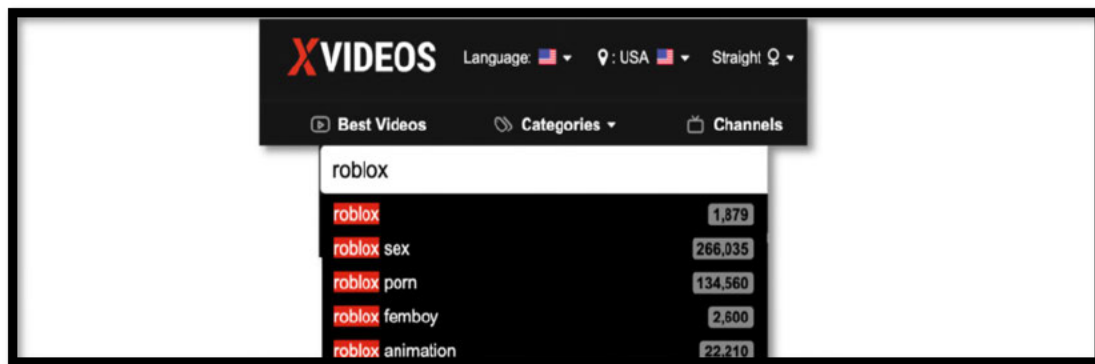 XVIDEOS Language: : USA Straight
Best Videos Categories Channels
roblox
roblox 1,879
roblox sex 266,035
roblox porn 134,560
roblox femboy 2,600
roblox animation 22,210